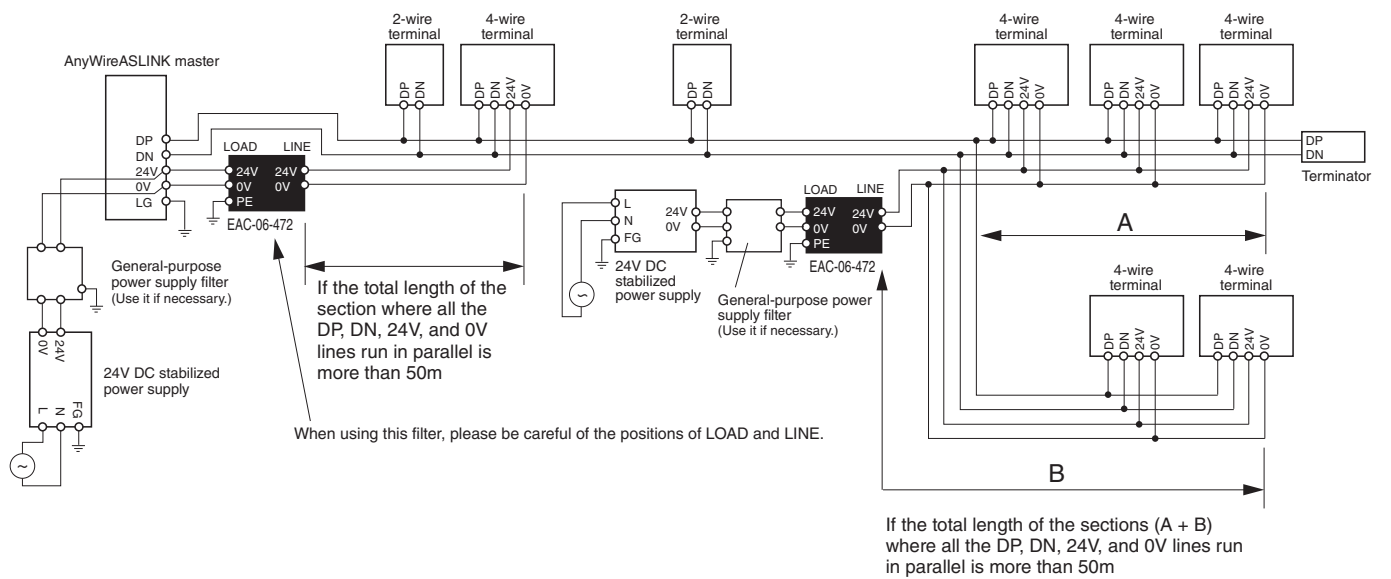 2-wire
terminal
4-wire
terminal
2-wire
terminal
4-wire
terminal
4-wire
terminal
4-wire
terminal
AnyWireASLINK master
DP
DN
DP
DN
24V
0V
DP
DN
DP
DN
24V
0V
DP
DN
24V
0V
DP
DN
24V
0V
DP
DN
24V
0V
LG
LOAD
LINE
24V
0V
PE
24V
0V
EAC-06-472
DP
DN
Terminator
L
N
FG
24V
0V
24V DC
stabilized
power supply
General-purpose power
supply filter
(Use it if necessary.)
LOAD
LINE
24V
0V
PE
24V
0V
EAC-06-472
A
General-purpose
power supply filter
(Use it if necessary.)
If the total length of the
section where all the
DP, DN, 24V, and 0V
lines run in parallel is
more than 50m
4-wire
terminal
4-wire
terminal
DP
DN
24V
0V
DP
DN
24V
0V
0V
24V
24V DC stabilized
power supply
L
N
FG
~
~
When using this filter, please be careful of the positions of LOAD and LINE.
B
If the total length of the sections (A + B)
where all the DP, DN, 24V, and 0V lines run
in parallel is more than 50m